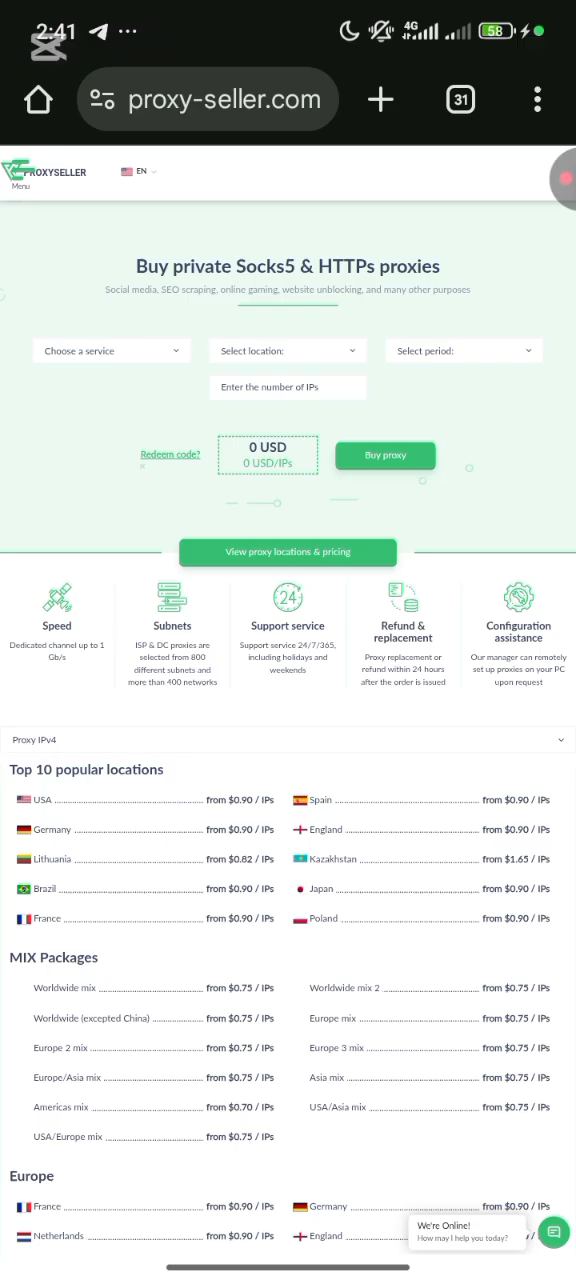 2:41
4G
58
proxy-seller.com
31
PROXYSELLER
EN
Menu
Buy private Socks5 & HTTPs proxies
Social media, SEO scraping, online gaming, website unblocking, and many other purposes
Choose a service
Select location:
Select period:
Enter the number of IPs
Redeem code?
0 USD
0 USD/IPs
Buy proxy
View proxy locations & pricing
24
Speed
Dedicated channel up to 1
Gb/s
Subnets
ISP & DC proxies are
selected from 800
different subnets and
more than 400 networks
Support service
Support service 24/7/365,
including holidays and
weekends
Refund &
replacement
Proxy replacement or
refund within 24 hours
after the order is issued
Configuration
assistance
Our manager can remotely
set up proxies on your PC
upon request
Proxy IPv4
Top 10 popular locations
USA from $0.90 / IPs
Spain from $0.90 / IPs
Germany from $0.90 / IPs
England from $0.90 / IPs
Lithuania from $0.82 / IPs
Kazakhstan from $1.65 / IPs
Brazil from $0.90 / IPs
Japan from $0.90 / IPs
France from $0.90 / IPs
Poland from $0.90 / IPs
MIX Packages
Worldwide mix from $0.75 / IPs
Worldwide mix 2 from $0.75 / IPs
Worldwide (excepted China) from $0.75 / IPs
Europe mix from $0.75 / IPs
Europe 2 mix from $0.75 / IPs
Europe 3 mix from $0.75 / IPs
Europe/Asia mix from $0.75 / IPs
Asia mix from $0.75 / IPs
Americas mix from $0.70 / IPs
USA/Asia mix from $0.75 / IPs
USA/Europe mix from $0.75 / IPs
Europe
France from $0.90 / IPs
Germany from $0.90 / IPs
Netherlands from $0.90 / IPs
England
We're Online!
How may I help you today?